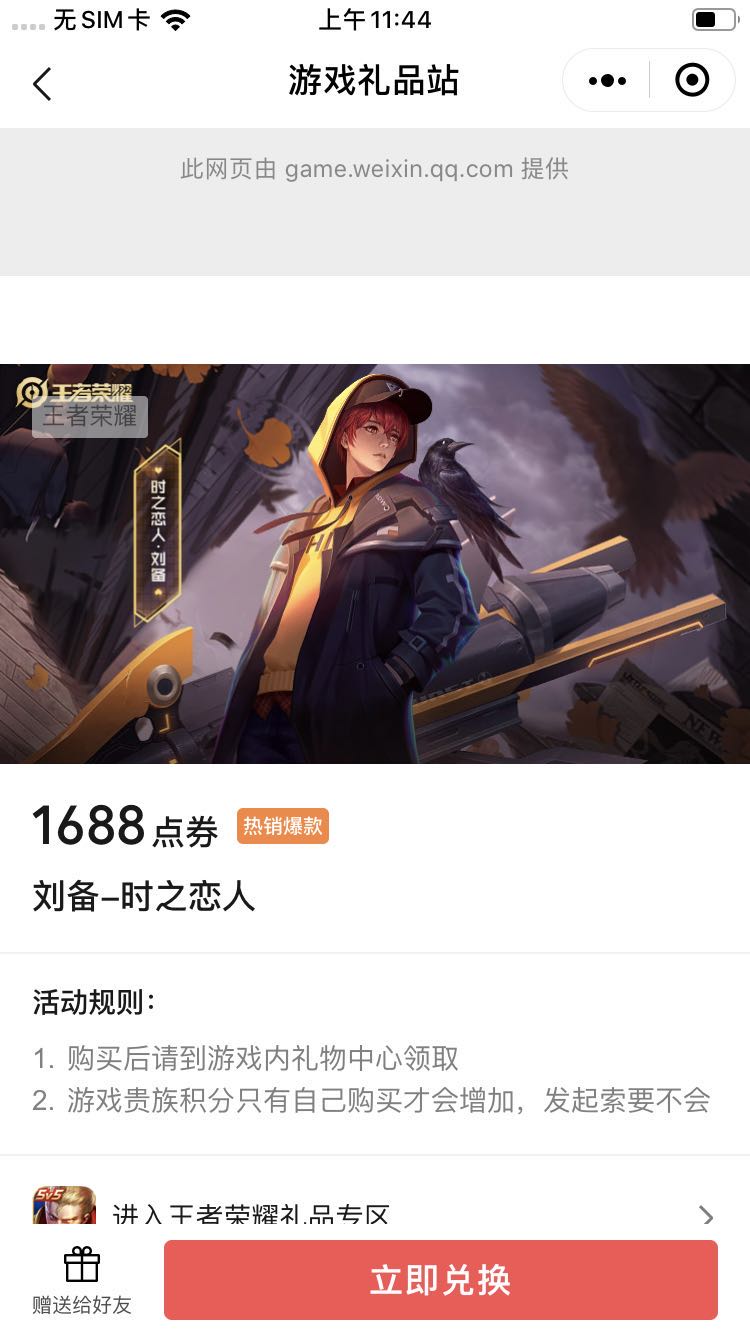 无SIM卡
上午11:44
游戏礼品站
此网页由 game.weixin.qq.com 提供
王者荣耀
王者荣耀
时之恋人·刘备
1688点券
热销爆款
刘备-时之恋人
活动规则：
1. 购买后请到游戏内礼物中心领取
2. 游戏贵族积分只有自己购买才会增加，发起索要不会
5v5
进入王者荣耀礼品专区
赠送给好友
立即兑换